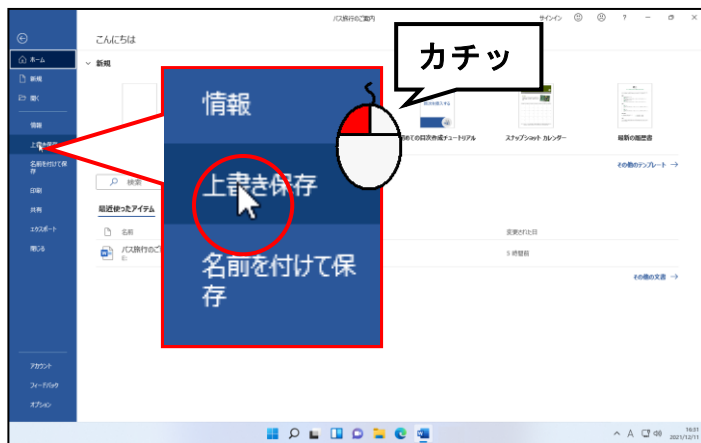 バス旅行のご案内
サインイン
?
こんにちは
ホーム
新規
開く
情報
上書き保存
名前を付けて保
存
印刷
共有
エクスポート
閉じる
アカウント
フィードバック
オプション
新規
カチッ
情報
上書き保存
名前を付けて保
存
めての目次作成チュートリアル
スナップショット カレンダー
最新の履歴書
その他のテンプレート →
検索
最近使ったアイテム
名前
変更された日
バス旅行のご
5 時間前
その他の文書 →
A
16:31
2021/12/11